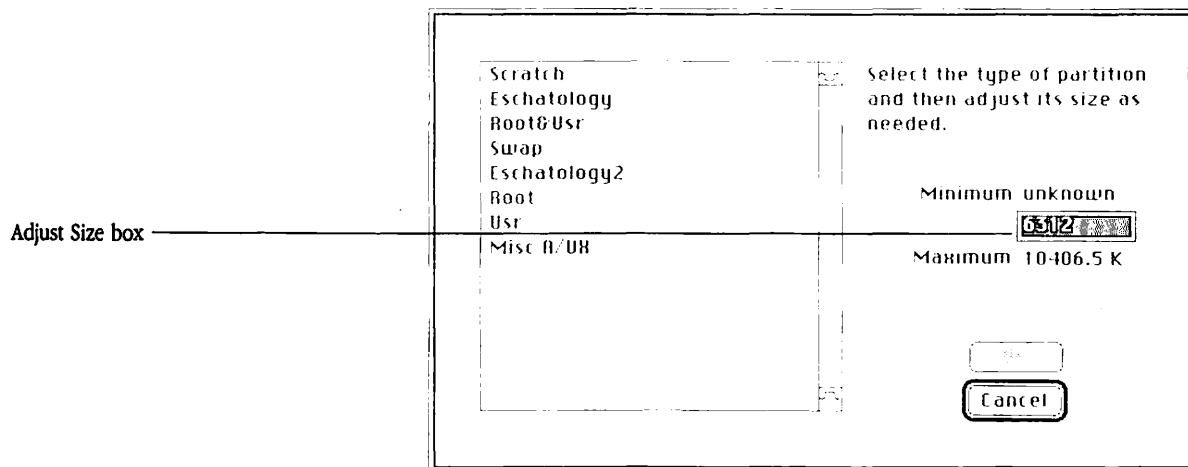 Scratch
Eschatology
Root&Usr
Swap
Eschatology2
Root
Usr
Misc A/UX
Select the type of partition
and then adjust its size as
needed.
Minimum unknown
6312
Maximum 10406.5 K
Cancel
Adjust Size box